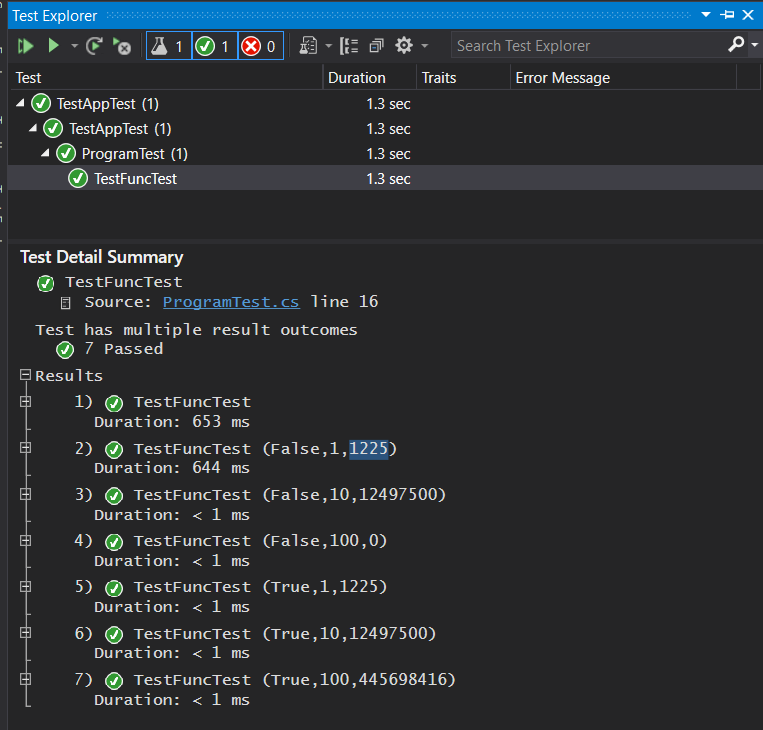 Test Explorer
1 1 0 Search Test Explorer
Test Duration Traits Error Message
TestAppTest (1) 1.3 sec
TestAppTest (1) 1.3 sec
ProgramTest (1) 1.3 sec
TestFuncTest 1.3 sec
Test Detail Summary
TestFuncTest
Source: ProgramTest.cs line 16
Test has multiple result outcomes
7 Passed
Results
1) TestFuncTest
Duration: 653 ms
2) TestFuncTest (False,1,1225)
Duration: 644 ms
3) TestFuncTest (False,10,12497500)
Duration: < 1 ms
4) TestFuncTest (False,100,0)
Duration: < 1 ms
5) TestFuncTest (True,1,1225)
Duration: < 1 ms
6) TestFuncTest (True,10,12497500)
Duration: < 1 ms
7) TestFuncTest (True,100,445698416)
Duration: < 1 ms